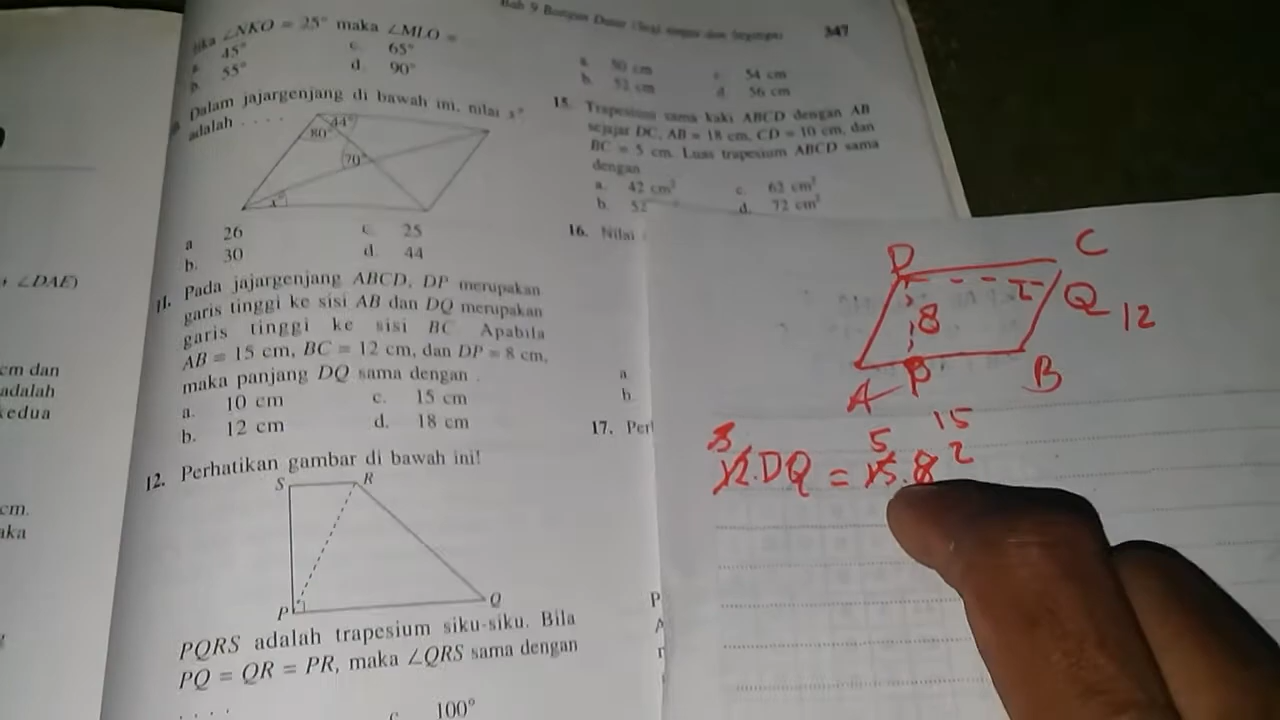 ∠NKO = 25° maka ∠MLO =
45°
c. 65°
55°
d. 90°
Dalam jajargenjang di bawah ini, nilai x°
adalah . . . .
44°
80°
70°
x°
a 26
c. 25
b. 30
d. 44
11. Pada jajargenjang ABCD, DP merupakan
garis tinggi ke sisi AB dan DQ merupakan
garis tinggi ke sisi BC Apabila
AB = 15 cm, BC = 12 cm, dan DP = 8 cm,
maka panjang DQ sama dengan .
a. 10 cm
c. 15 cm
b. 12 cm
d. 18 cm
12. Perhatikan gambar di bawah ini!
S
R
P
Q
PQRS adalah trapesium siku-siku. Bila
PQ = QR = PR, maka ∠QRS sama dengan
. . . .
c. 100°
∠DAE)
cm dan
adalah
kedua
cm.
aka
Bab 9 Bangun Datar
347
a. 50 cm
c. 54 cm
b. 52 cm
d. 56 cm
15. Trapesium sama kaki ABCD dengan AB
sejajar DC, AB = 18 cm, CD = 10 cm, dan
BC = 5 cm. Luas trapesium ABCD sama
dengan
a. 42 cm²
c. 62 cm²
b. 52
d. 72 cm²
16. Nilai
a.
b.
17. Per
P
D
C
8
Q 12
A P B
15
3 5 2
12.DQ = 15.8